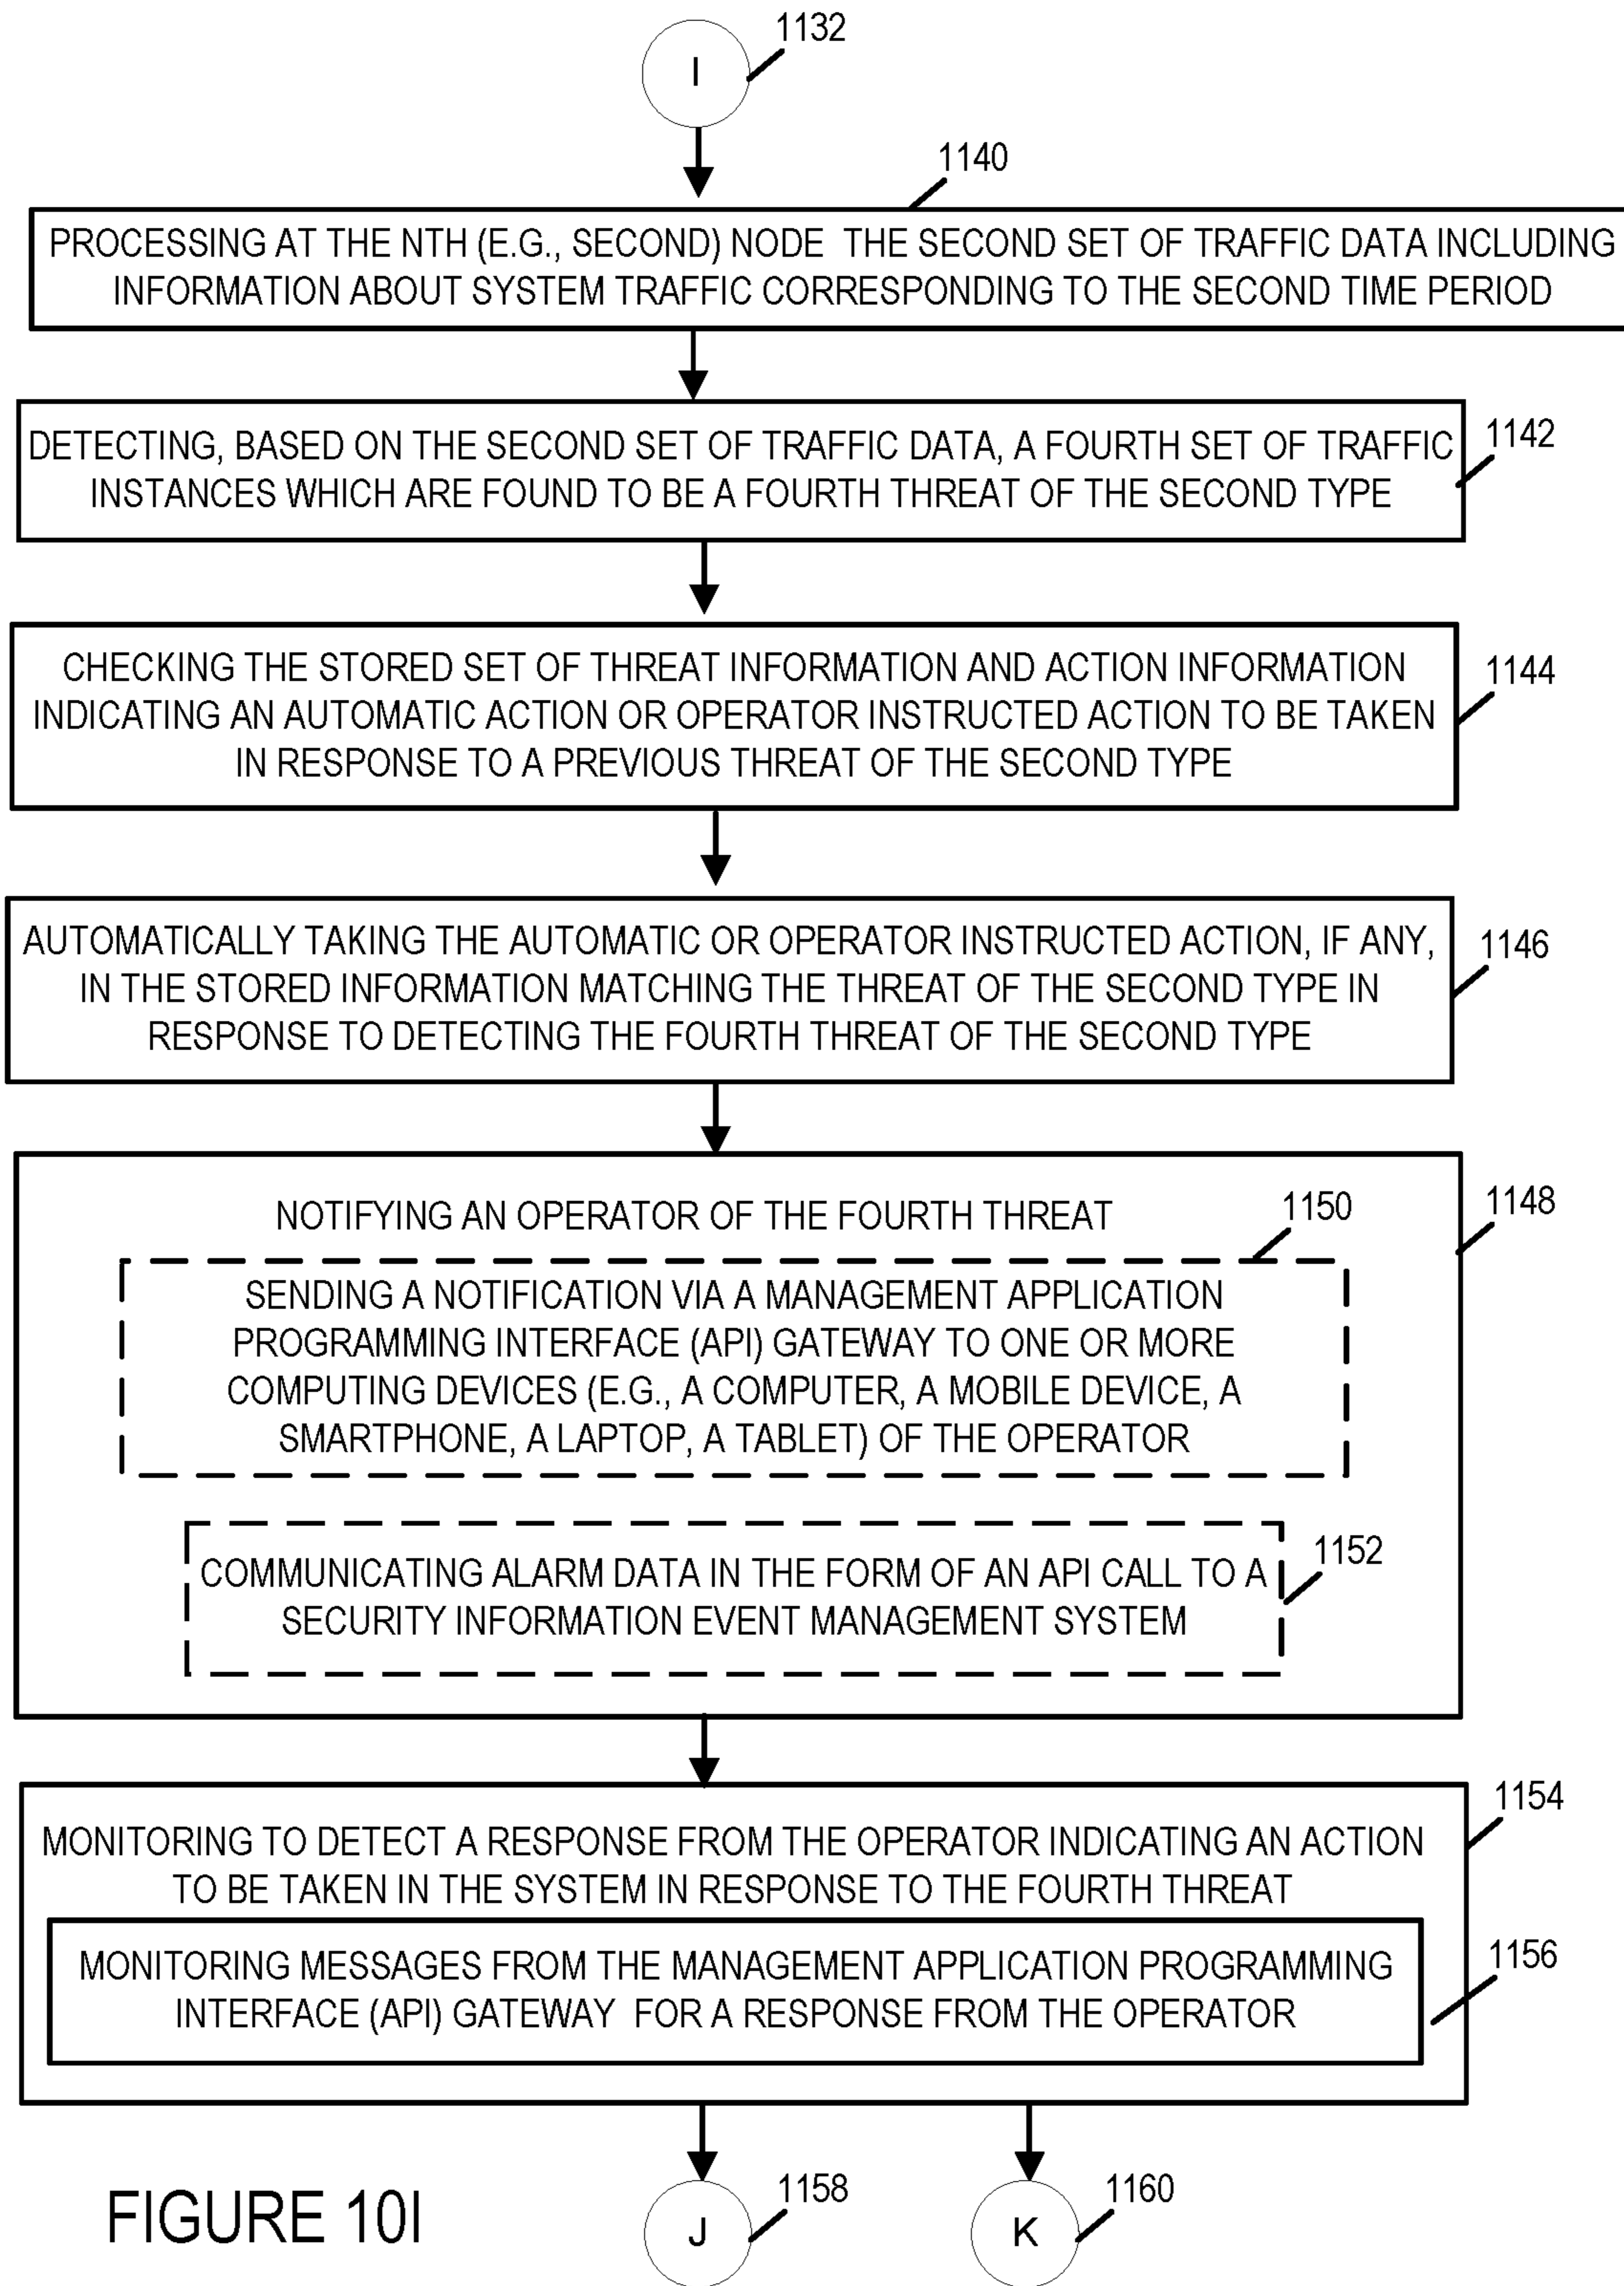 1132
I
1140
PROCESSING AT THE NTH (E.G., SECOND) NODE THE SECOND SET OF TRAFFIC DATA INCLUDING
INFORMATION ABOUT SYSTEM TRAFFIC CORRESPONDING TO THE SECOND TIME PERIOD
DETECTING, BASED ON THE SECOND SET OF TRAFFIC DATA, A FOURTH SET OF TRAFFIC
INSTANCES WHICH ARE FOUND TO BE A FOURTH THREAT OF THE SECOND TYPE
1142
CHECKING THE STORED SET OF THREAT INFORMATION AND ACTION INFORMATION
INDICATING AN AUTOMATIC ACTION OR OPERATOR INSTRUCTED ACTION TO BE TAKEN
IN RESPONSE TO A PREVIOUS THREAT OF THE SECOND TYPE
1144
AUTOMATICALLY TAKING THE AUTOMATIC OR OPERATOR INSTRUCTED ACTION, IF ANY,
IN THE STORED INFORMATION MATCHING THE THREAT OF THE SECOND TYPE IN
RESPONSE TO DETECTING THE FOURTH THREAT OF THE SECOND TYPE
1146
NOTIFYING AN OPERATOR OF THE FOURTH THREAT
1150
1148
SENDING A NOTIFICATION VIA A MANAGEMENT APPLICATION
PROGRAMMING INTERFACE (API) GATEWAY TO ONE OR MORE
COMPUTING DEVICES (E.G., A COMPUTER, A MOBILE DEVICE, A
SMARTPHONE, A LAPTOP, A TABLET) OF THE OPERATOR
COMMUNICATING ALARM DATA IN THE FORM OF AN API CALL TO A
SECURITY INFORMATION EVENT MANAGEMENT SYSTEM
1152
1154
MONITORING TO DETECT A RESPONSE FROM THE OPERATOR INDICATING AN ACTION
TO BE TAKEN IN THE SYSTEM IN RESPONSE TO THE FOURTH THREAT
MONITORING MESSAGES FROM THE MANAGEMENT APPLICATION PROGRAMMING
INTERFACE (API) GATEWAY FOR A RESPONSE FROM THE OPERATOR
1156
FIGURE 10I
J
1158
K
1160